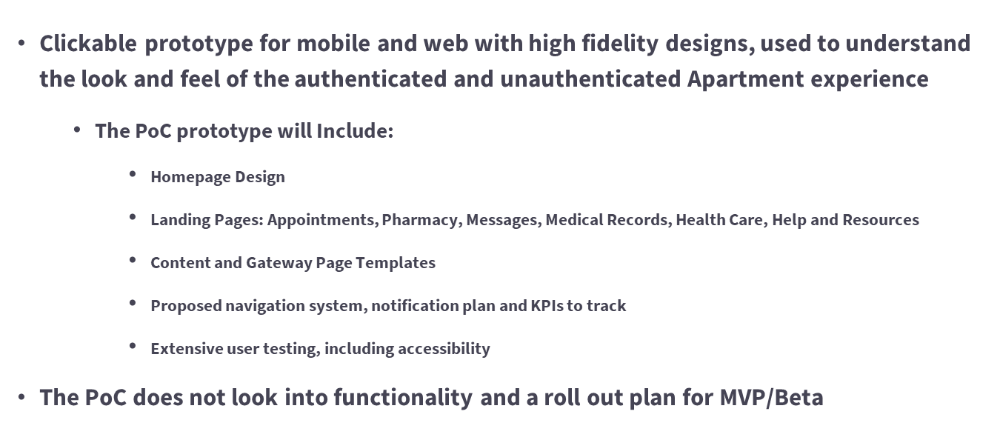 • Clickable prototype for mobile and web with high fidelity designs, used to understand
the look and feel of the authenticated and unauthenticated Apartment experience
• The PoC prototype will Include:
• Homepage Design
• Landing Pages: Appointments, Pharmacy, Messages, Medical Records, Health Care, Help and Resources
• Content and Gateway Page Templates
• Proposed navigation system, notification plan and KPIs to track
• Extensive user testing, including accessibility
• The PoC does not look into functionality and a roll out plan for MVP/Beta